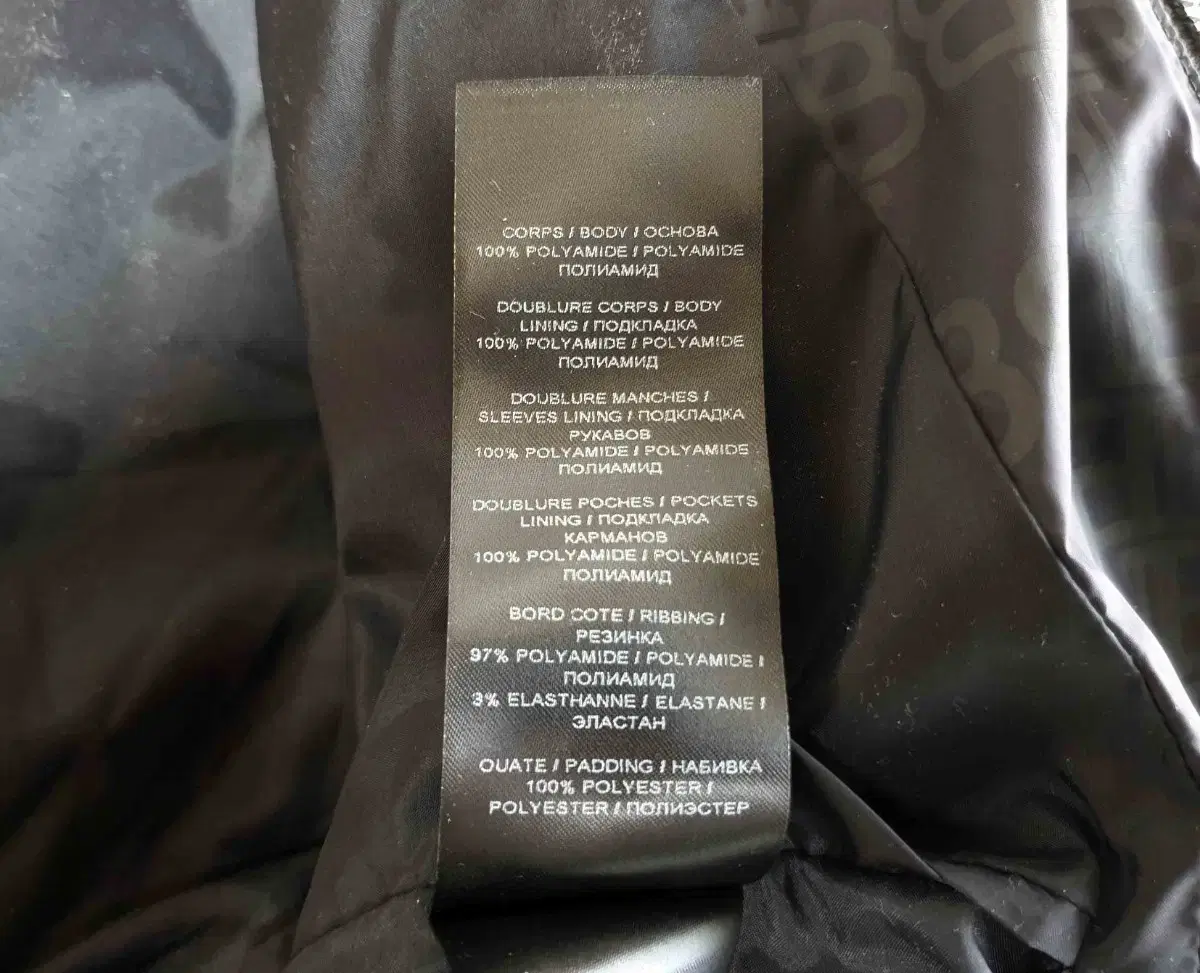 CORPS / BODY / ОСНОВА
100% POLYAMIDE / POLYAMIDE
ПОЛИАМИД
DOUBLURE CORPS / BODY
LINING / ПОДКЛАДКА
100% POLYAMIDE / POLYAMIDE
ПОЛИАМИД
DOUBLURE MANCHES /
SLEEVES LINING / ПОДКЛАДКА
РУКАВОВ
100% POLYAMIDE / POLYAMIDE
ПОЛИАМИД
DOUBLURE POCHES / POCKETS
LINING / ПОДКЛАДКА
КАРМАНОВ
100% POLYAMIDE / POLYAMIDE
ПОЛИАМИД
BORD COTE / RIBBING /
РЕЗИНКА
97% POLYAMIDE / POLYAMIDE /
ПОЛИАМИД
3% ELASTHANNE / ELASTANE /
ЭЛАСТАН
OUATE / PADDING / НАБИВКА
100% POLYESTER /
POLYESTER / ПОЛИЭСТЕР